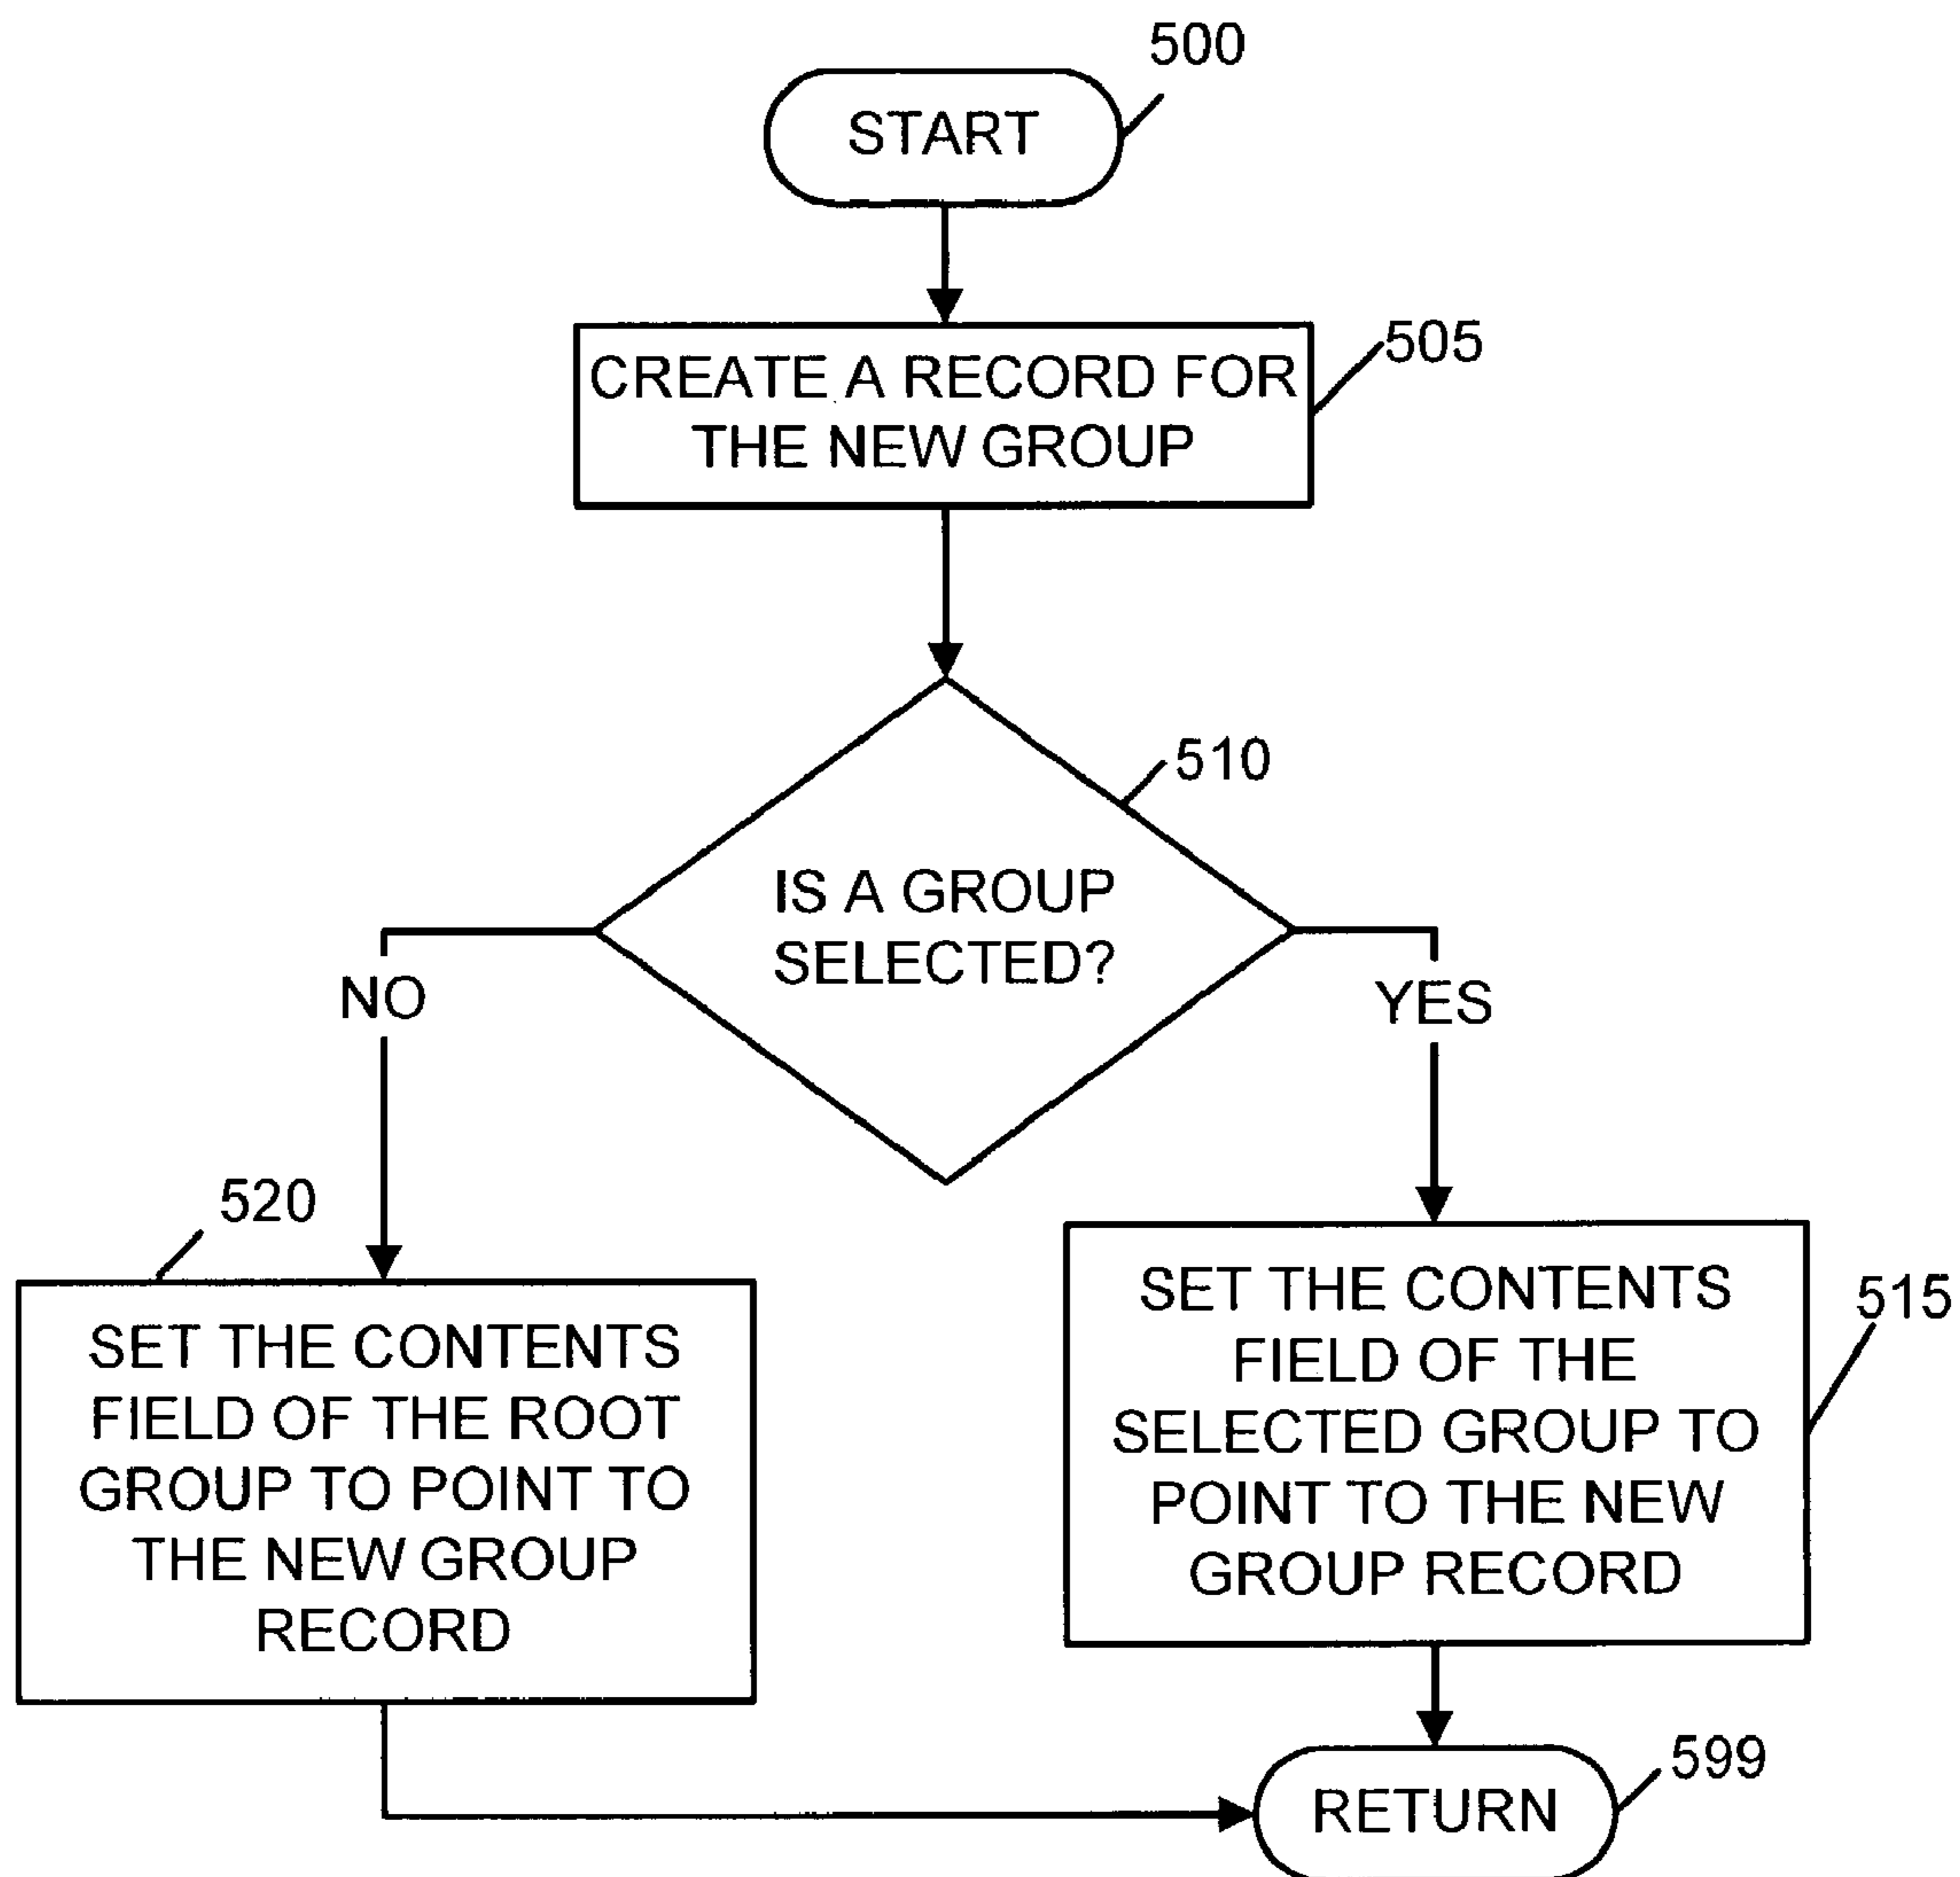 500
START
505
CREATE A RECORD FOR
THE NEW GROUP
510
IS A GROUP
SELECTED?
NO
YES
520
SET THE CONTENTS
FIELD OF THE ROOT
GROUP TO POINT TO
THE NEW GROUP
RECORD
515
SET THE CONTENTS
FIELD OF THE
SELECTED GROUP TO
POINT TO THE NEW
GROUP RECORD
599
RETURN